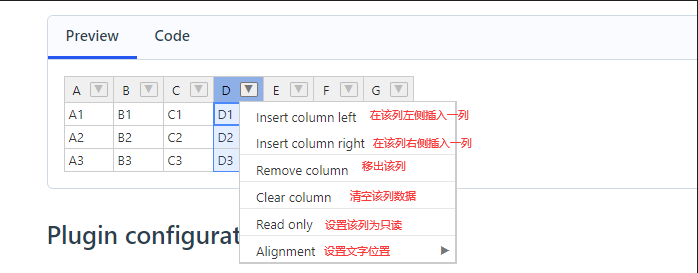 Preview Code
A B C D E F G
A1 B1 C1 D1
A2 B2 C2 D2
A3 B3 C3 D3
Insert column left 在该列左侧插入一列
Insert column right 在该列右侧插入一列
Remove column 移出该列
Clear column 清空该列数据
Read only 设置该列为只读
Alignment 设置文字位置
Plugin configurat